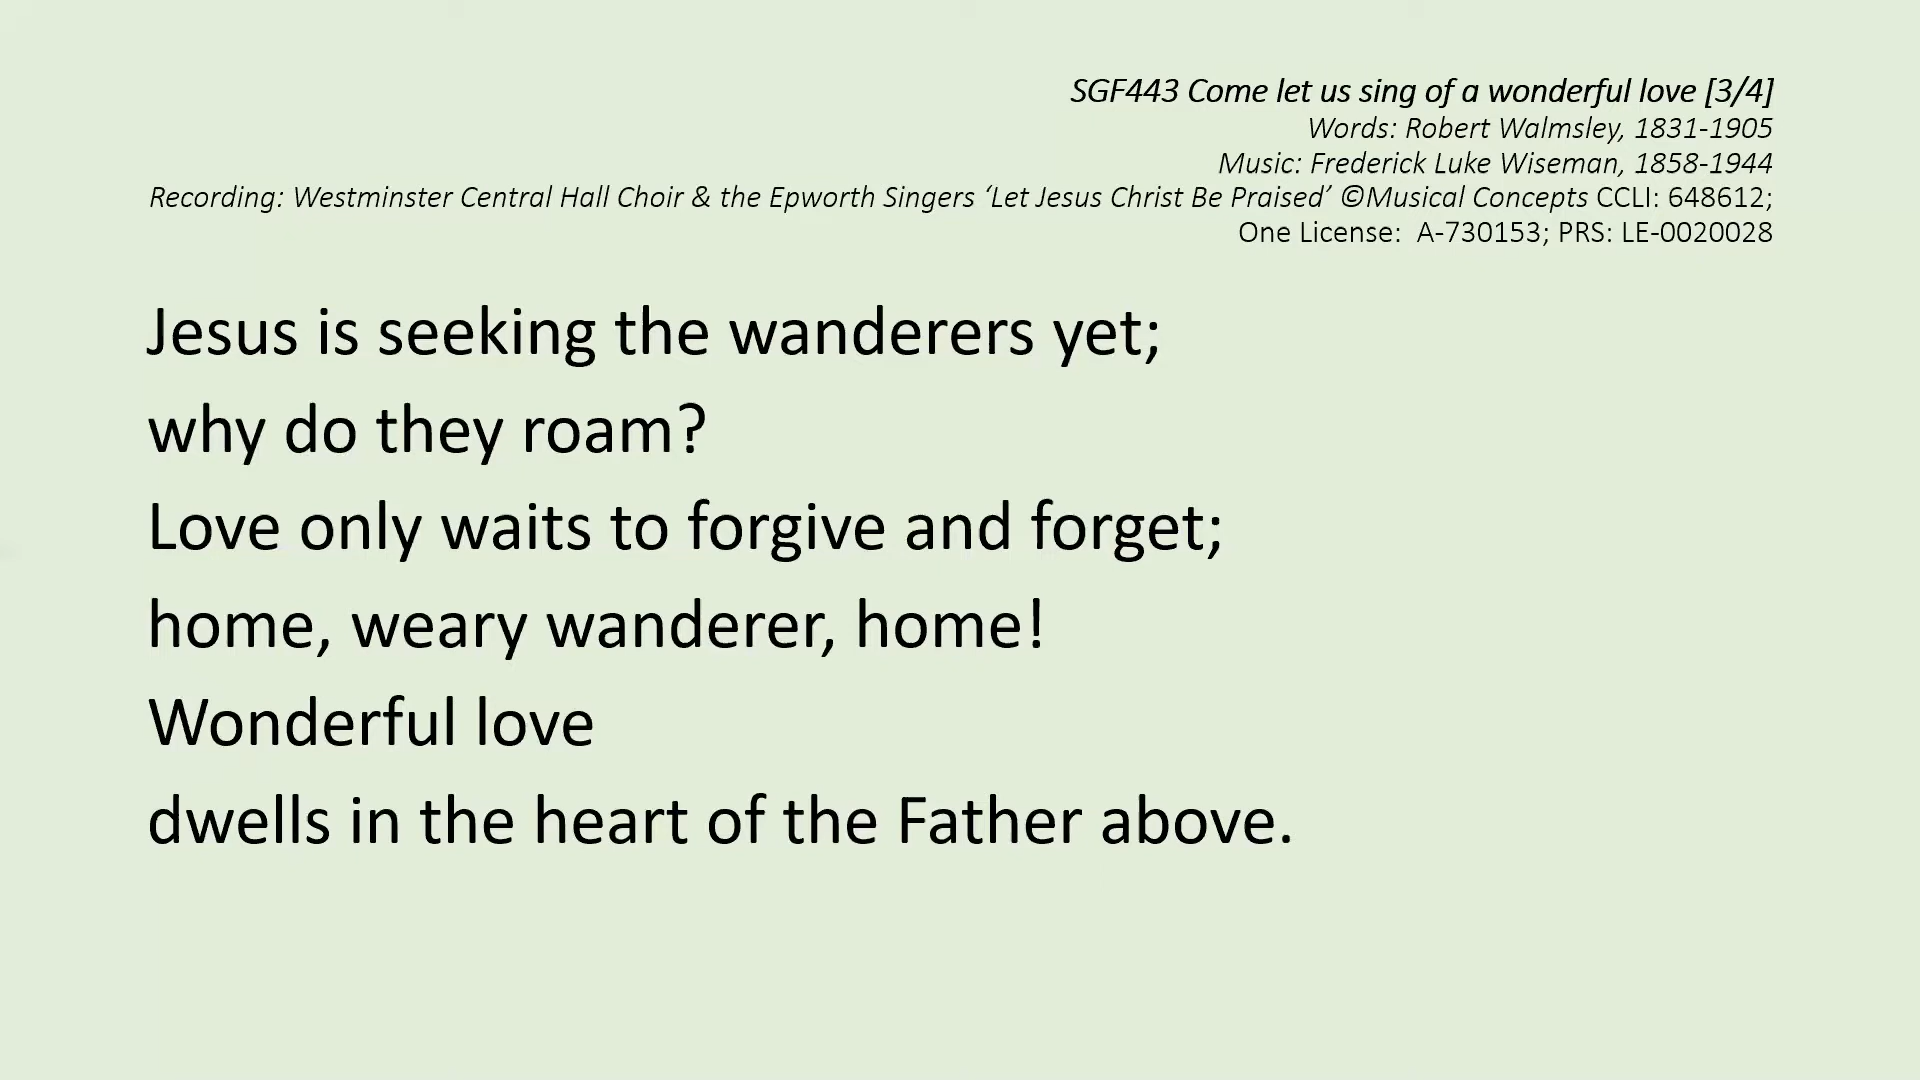 SGF443 Come let us sing of a wonderful love [3/4]
Words: Robert Walmsley, 1831-1905
Music: Frederick Luke Wiseman, 1858-1944
Recording: Westminster Central Hall Choir & the Epworth Singers ‘Let Jesus Christ Be Praised’ ©Musical Concepts CCLI: 648612;
One License:  A-730153; PRS: LE-0020028
Jesus is seeking the wanderers yet;
why do they roam?
Love only waits to forgive and forget;
home, weary wanderer, home!
Wonderful love
dwells in the heart of the Father above.